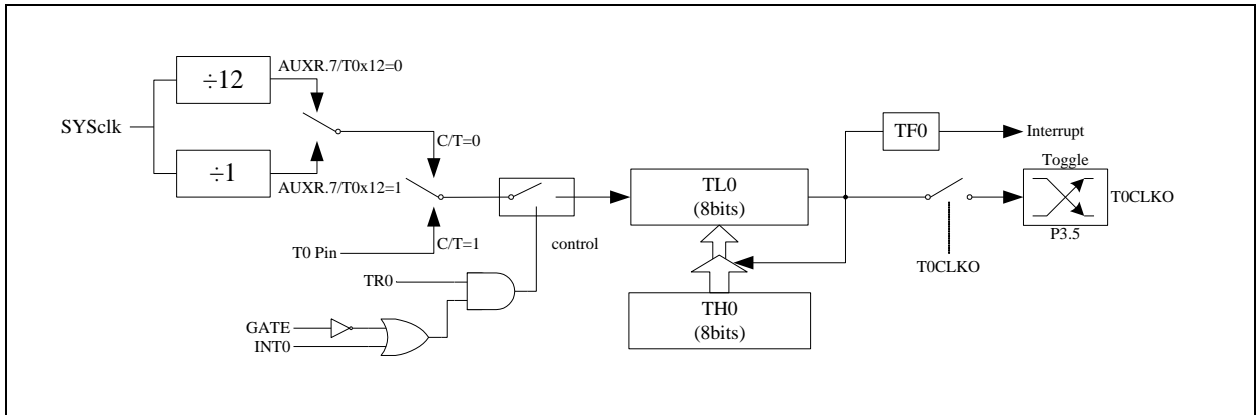 ÷12
AUXR.7/T0x12=0
SYSclk
÷1
AUXR.7/T0x12=1
C/T=0
T0 Pin
C/T=1
control
TR0
GATE
INT0
TL0
(8bits)
TH0
(8bits)
TF0
Interrupt
Toggle
T0CLKO
P3.5
T0CLKO